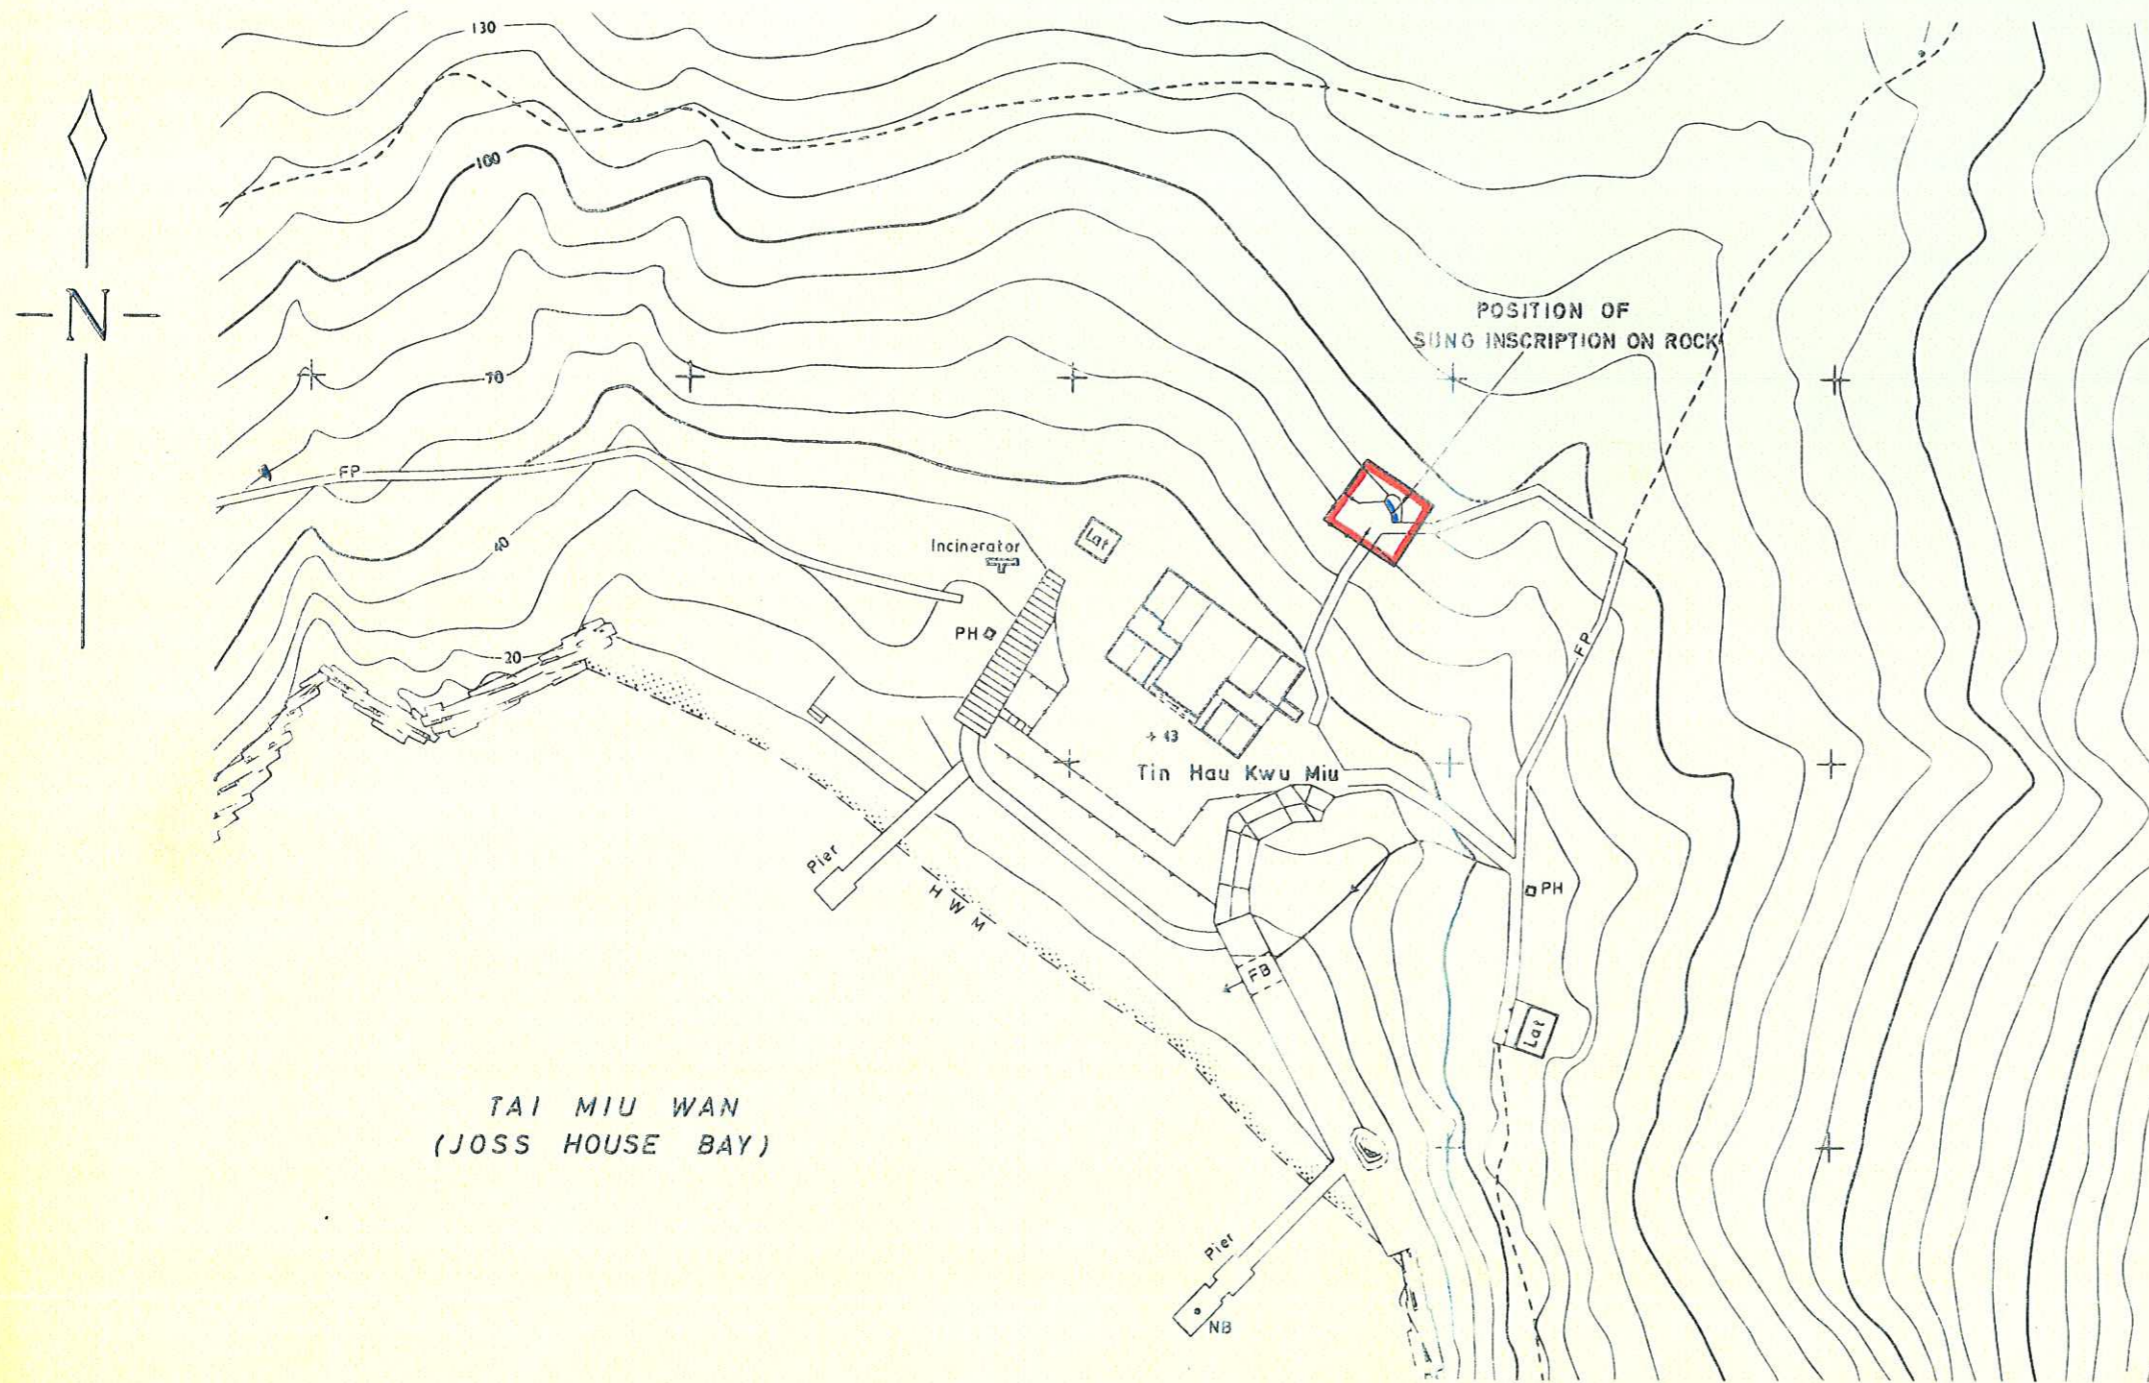 130
100
-N-
POSITION OF
SUNG INSCRIPTION ON ROCK
70
FP
40
Incinerator
Lat
PH
FP
20
43
Tin Hau Kwu Miu
Pier
H W M
PH
FB
Lat
TAI MIU WAN
(JOSS HOUSE BAY)
Pier
NB